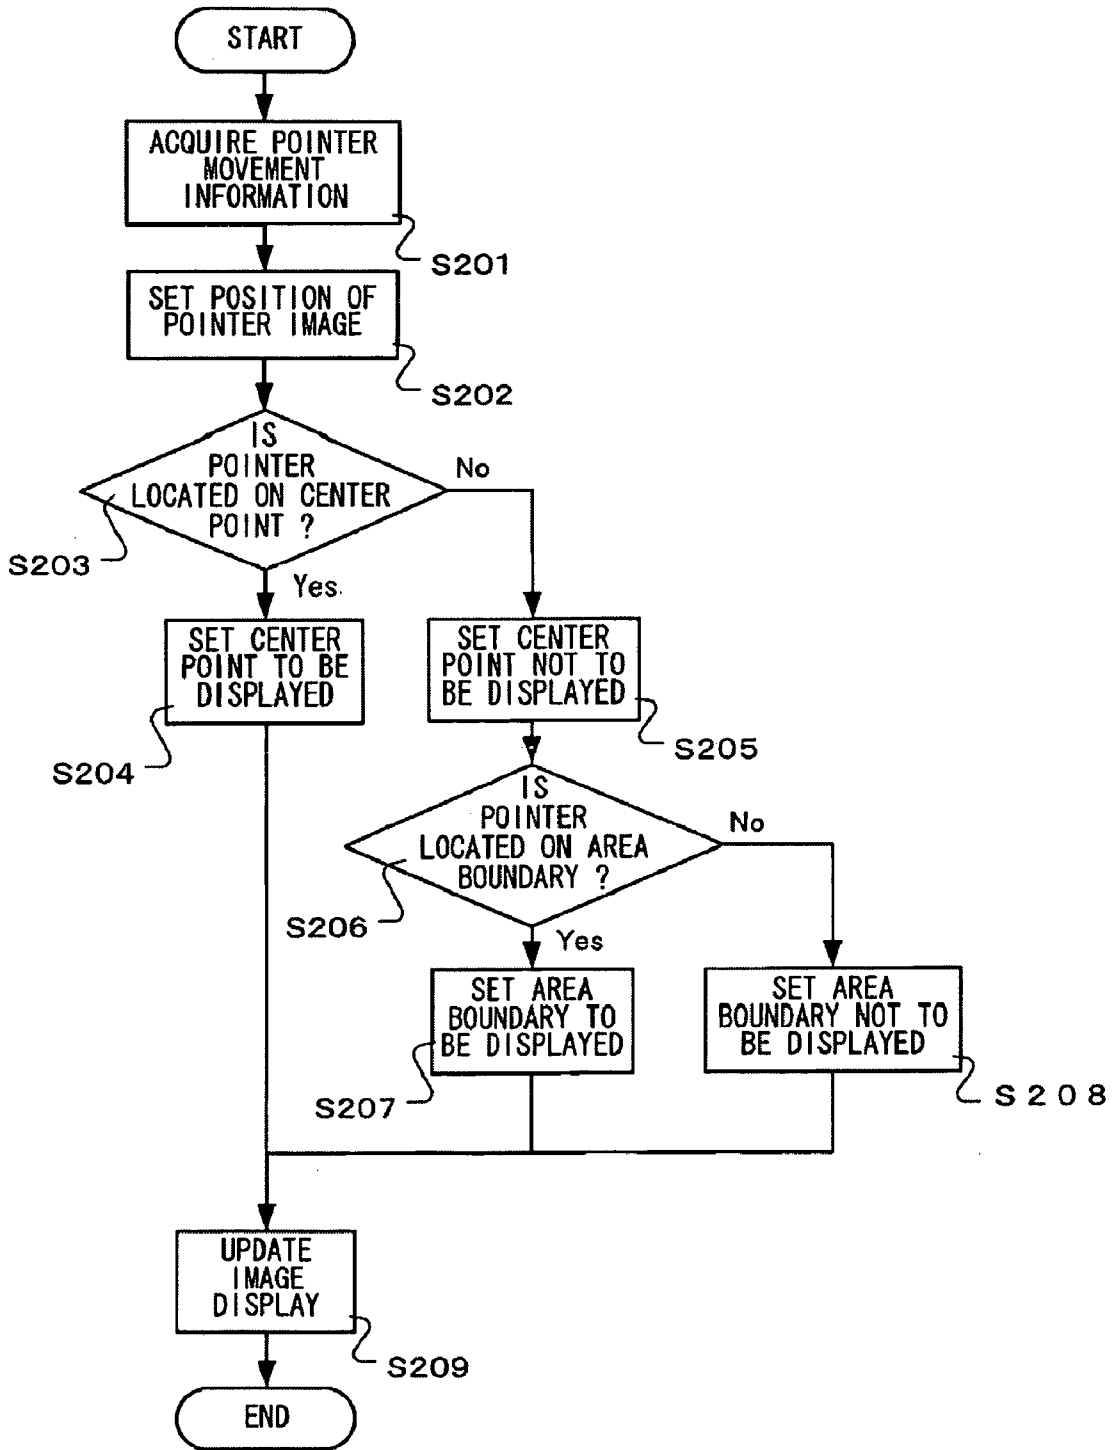 START
ACQUIRE POINTER
MOVEMENT
INFORMATION
S201
SET POSITION OF
POINTER IMAGE
S202
IS
POINTER
LOCATED ON CENTER
POINT ?
No
S203
Yes.
SET CENTER
POINT TO BE
DISPLAYED
S204
SET CENTER
POINT NOT TO
BE DISPLAYED
S205
IS
POINTER
LOCATED ON AREA
BOUNDARY ?
No
S206
Yes
SET AREA
BOUNDARY TO
BE DISPLAYED
S207
SET AREA
BOUNDARY NOT TO
BE DISPLAYED
S208
UPDATE
IMAGE
DISPLAY
S209
END